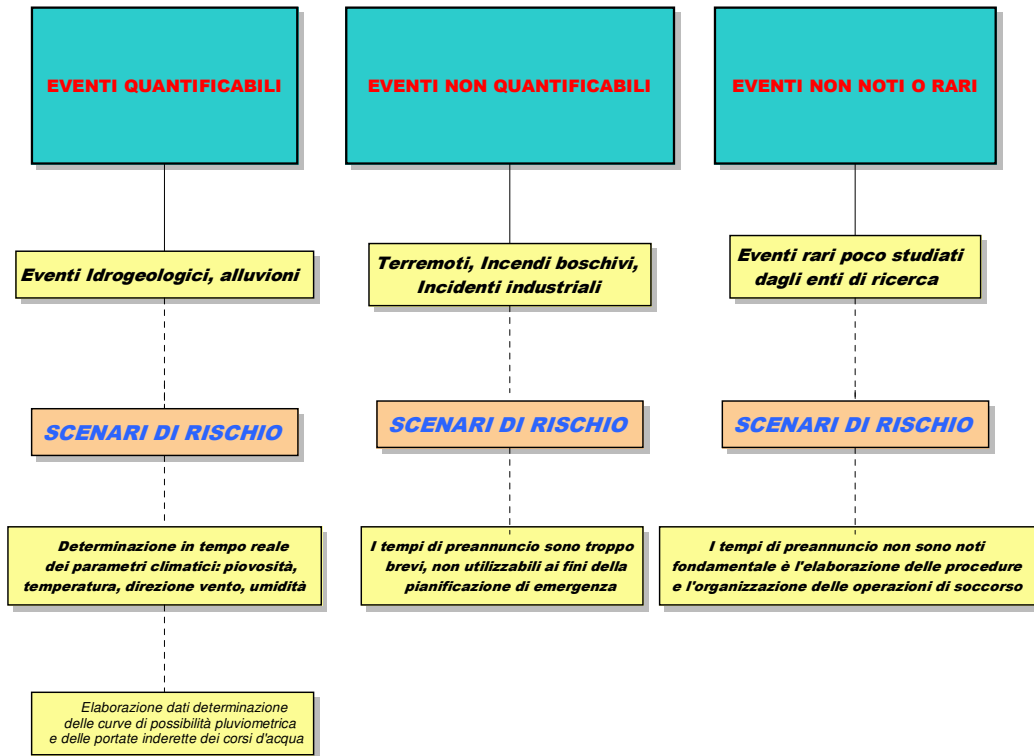 EVENTI QUANTIFICABILI
EVENTI NON QUANTIFICABILI
EVENTI NON NOTI O RARI
Eventi Idrogeologici, alluvioni
Terremoti, Incendi boschivi,
Incidenti industriali
Eventi rari poco studiati
dagli enti di ricerca
SCENARI DI RISCHIO
SCENARI DI RISCHIO
SCENARI DI RISCHIO
Determinazione in tempo reale
dei parametri climatici: piovosità,
temperatura, direzione vento, umidità
I tempi di preannuncio sono troppo
brevi, non utilizzabili ai fini della
pianificazione di emergenza
I tempi di preannuncio non sono noti
fondamentale è l'elaborazione delle procedure
e l'organizzazione delle operazioni di soccorso
Elaborazione dati determinazione
delle curve di possibilità pluviometrica
e delle portate inderette dei corsi d'acqua